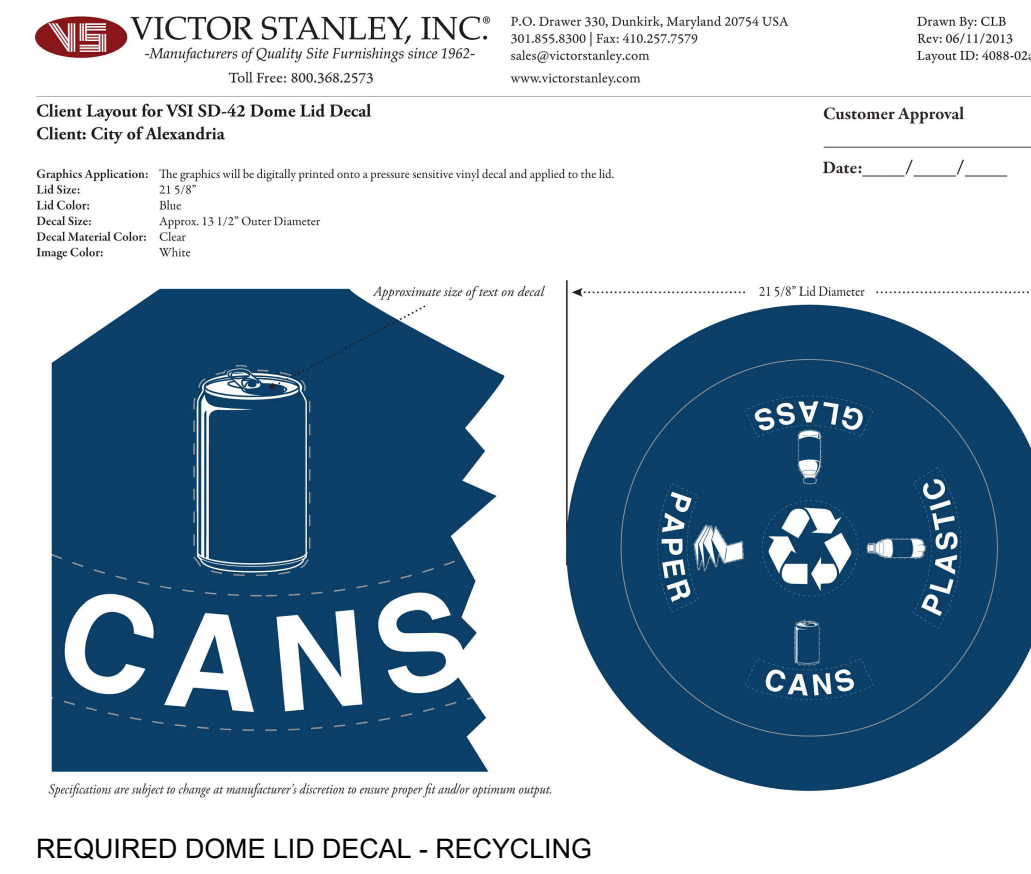 VS VICTOR STANLEY, INC.®
-Manufacturers of Quality Site Furnishings since 1962-
Toll Free: 800.368.2573
P.O. Drawer 330, Dunkirk, Maryland 20754 USA
301.855.8300 | Fax: 410.257.7579
sales@victorstanley.com
www.victorstanley.com
Drawn By: CLB
Rev: 06/11/2013
Layout ID: 4088-02a
Client Layout for VSI SD-42 Dome Lid Decal
Client: City of Alexandria
Customer Approval
Date:_____/_____/_____
Graphics Application: The graphics will be digitally printed onto a pressure sensitive vinyl decal and applied to the lid.
Lid Size: 21 5/8"
Lid Color: Blue
Decal Size: Approx. 13 1/2" Outer Diameter
Decal Material Color: Clear
Image Color: White
Approximate size of text on decal
CANS
21 5/8" Lid Diameter
GLASS
PAPER
PLASTIC
CANS
Specifications are subject to change at manufacturer's discretion to ensure proper fit and/or optimum output.
REQUIRED DOME LID DECAL - RECYCLING